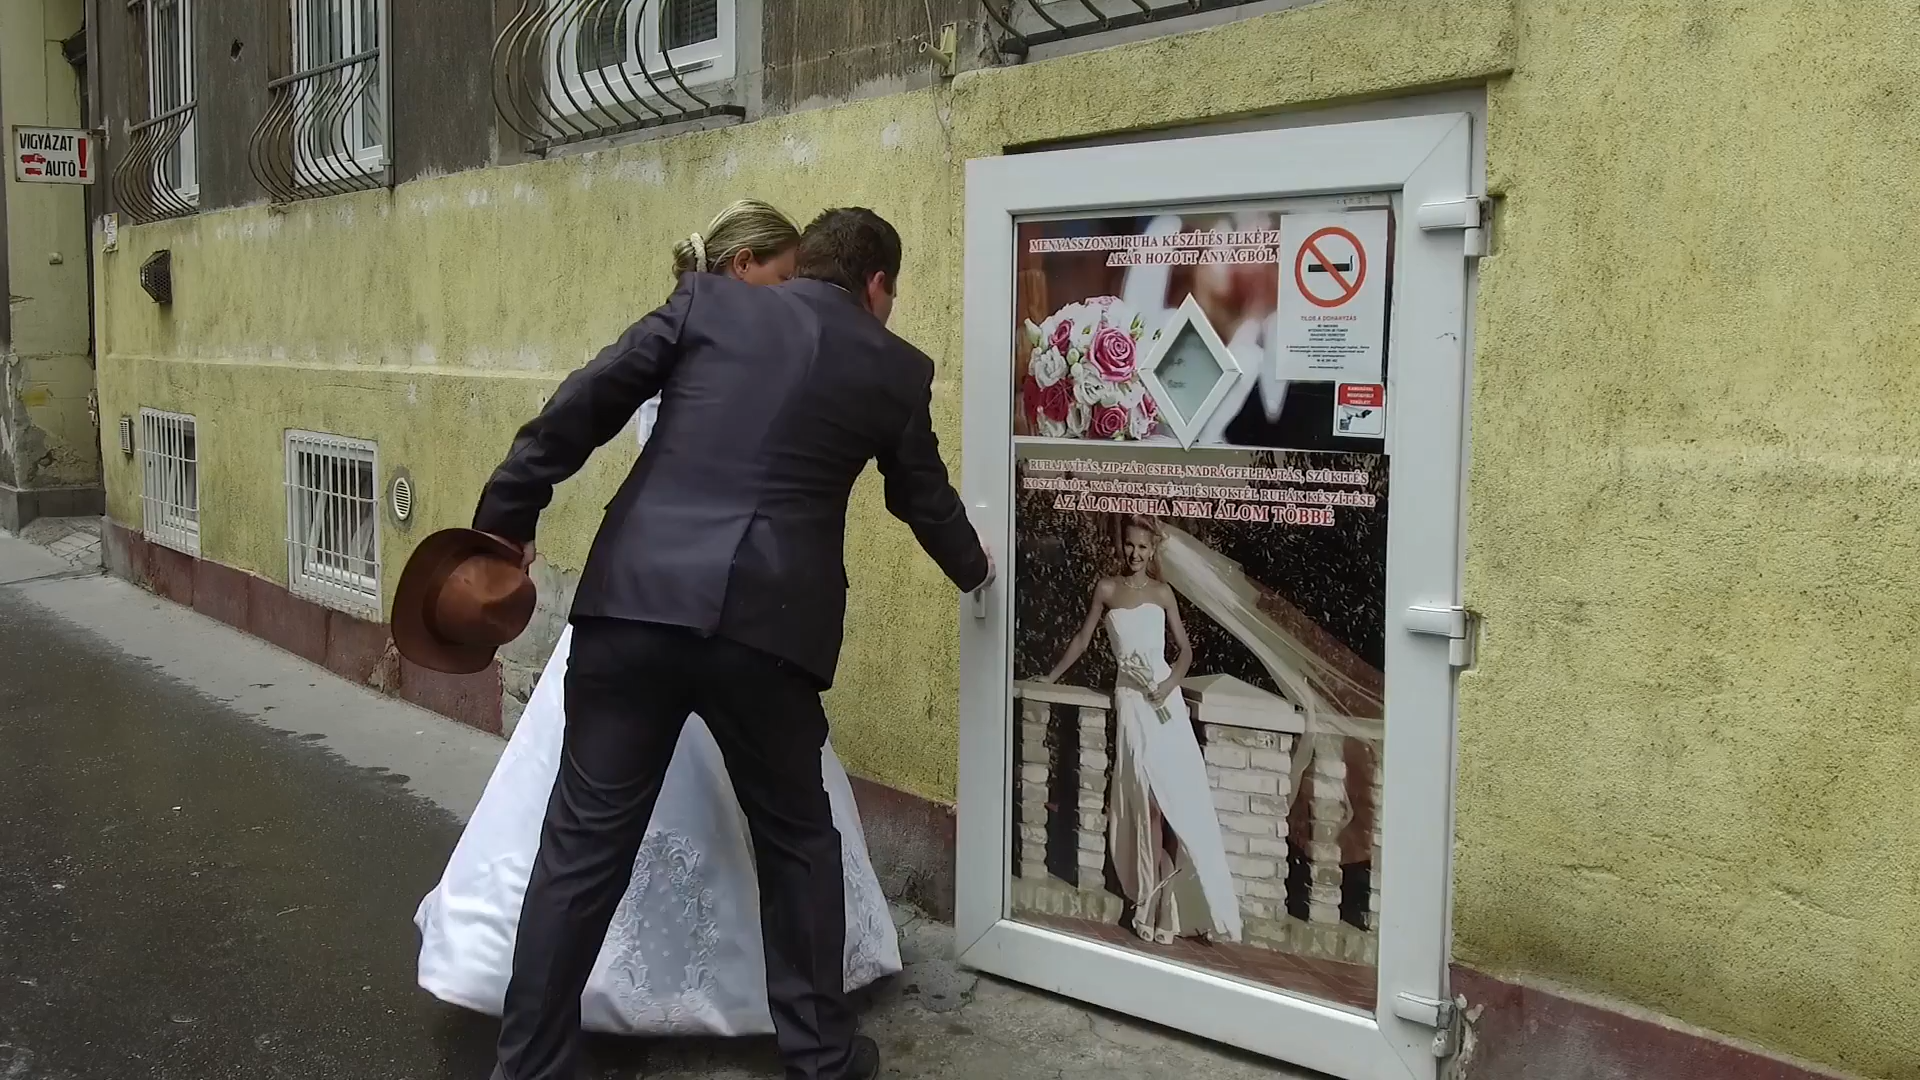 VIGYÁZAT
AUTÓ!
MENYASSZONYI RUHA KÉSZÍTÉS ELKÉPZ
AKÁR HOZOTT ANYAGBÓL
TILOS A DOHÁNYZÁS
RUHAJAVÍTÁS, ZIP-ZÁR CSERE, NADRÁGFELHAJTÁS, SZŰKITÉS
KOSZTÜMÖK, KABÁTOK, ESTÉLYI ÉS KOKTÉL RUHÁK KÉSZÍTÉSE
AZ ÁLOMRUHA NEM ÁLOM TÖBBÉ